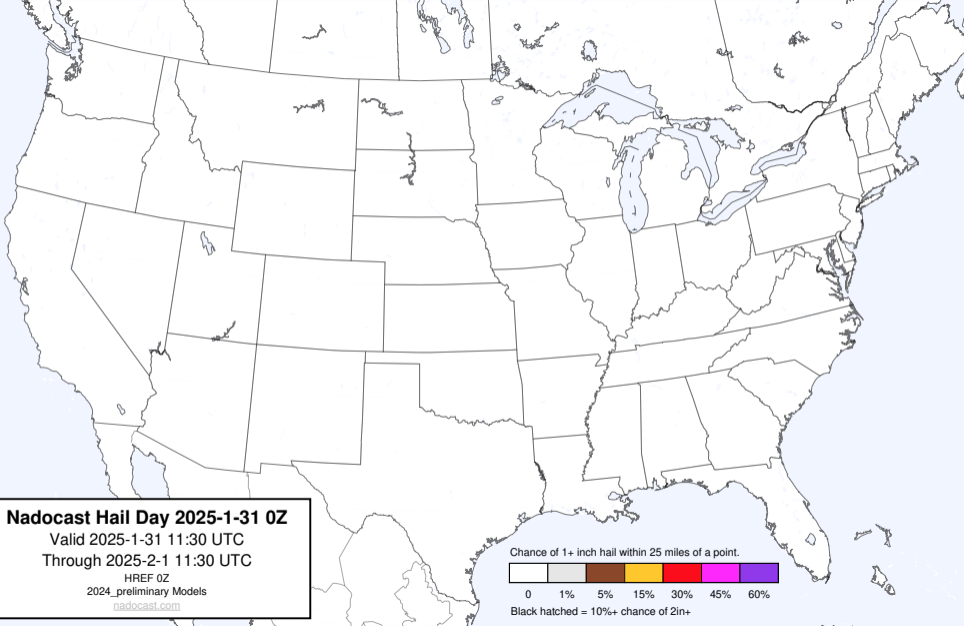 Nadocast Hail Day 2025-1-31 0Z
Valid 2025-1-31 11:30 UTC
Through 2025-2-1 11:30 UTC
HREF 0Z
2024_preliminary Models
nadocast.com
Chance of 1+ inch hail within 25 miles of a point.
0 1% 5% 15% 30% 45% 60%
Black hatched = 10%+ chance of 2in+